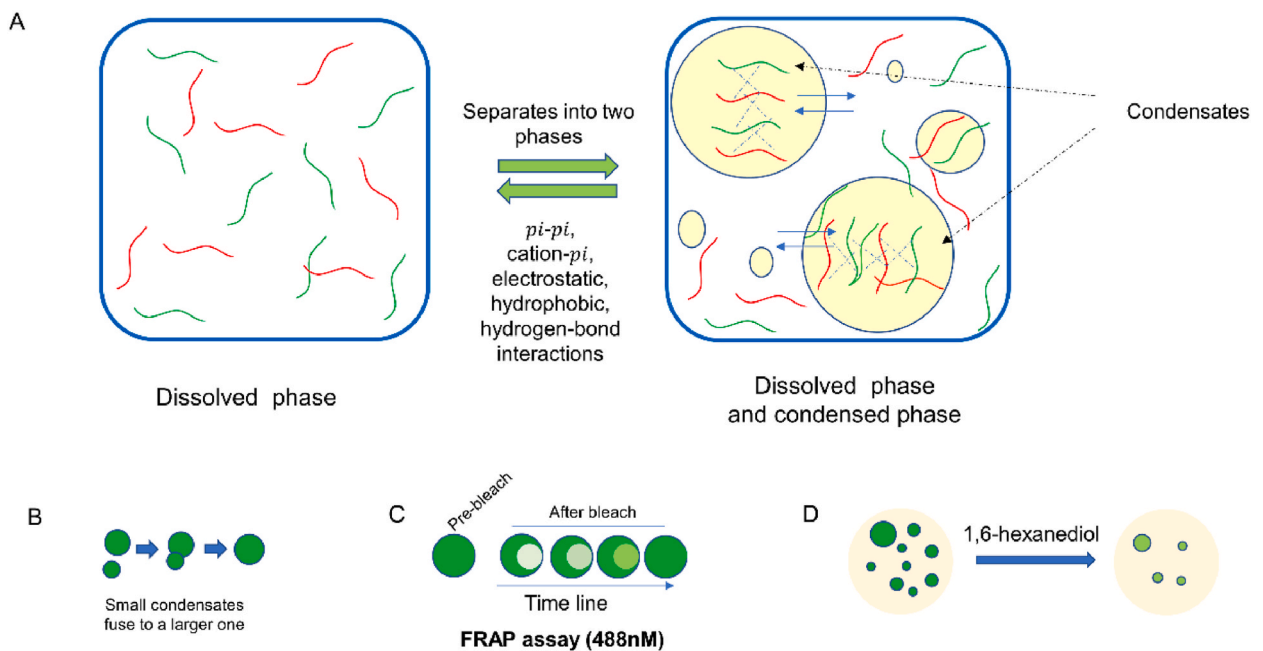 A
Separates into two
phases
pi-pi,
cation-pi,
electrostatic,
hydrophobic,
hydrogen-bond
interactions
Condensates
Dissolved phase
Dissolved phase
and condensed phase
B
Small condensates
fuse to a larger one
C
Pre-bleach
After bleach
Time line
FRAP assay (488nM)
D
1,6-hexanediol